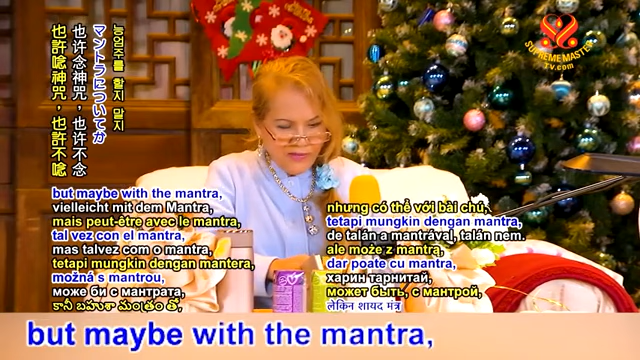 也許唸神咒，也許不唸
也许念神咒，也许不念
マントラについてか
능엄주를 할지 말지
SUPREME MASTER
TV.com
but maybe with the mantra,
vielleicht mit dem Mantra,
mais peut-être avec le mantra,
tal vez con el mantra,
mas talvez com o mantra,
tetapi mungkin dengan mantera,
možná s mantrou,
може би с мантрата,
కానీ బహుశా మంత్రం తో,
nhưng có thể với bài chú,
tetapi mungkin dengan mantra,
de talán a mantrával, talán nem.
ale może z mantrą,
dar poate cu mantra,
харин тарнитай,
может быть, с мантрой,
लेकिन शायद मंत्र
but maybe with the mantra,